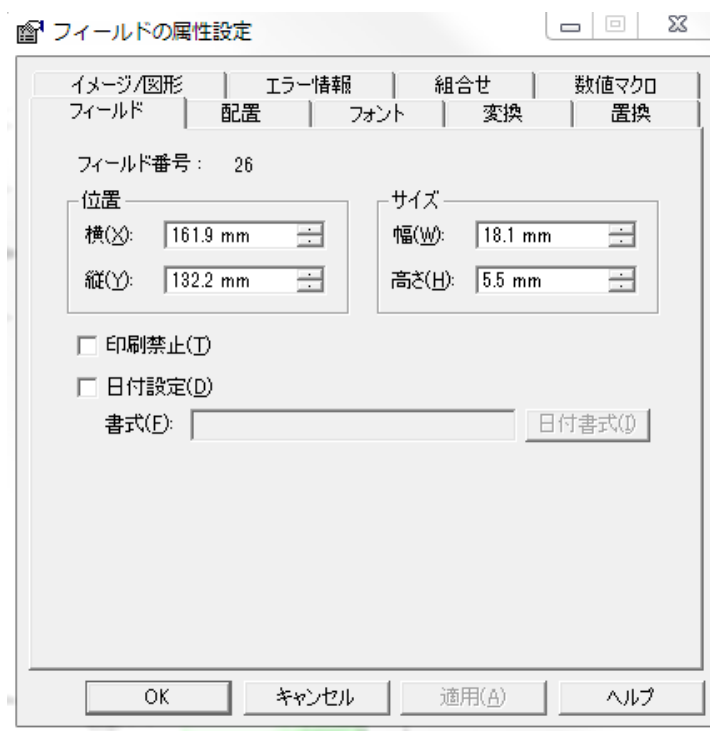 フィールドの属性設定
イメージ/図形 エラー情報 組合せ 数値マクロ
フィールド 配置 フォント 変換 置換
フィールド番号： 26
位置
横(X): 161.9 mm
縦(Y): 132.2 mm
サイズ
幅(W): 18.1 mm
高さ(H): 5.5 mm
印刷禁止(T)
日付設定(D)
書式(F): 日付書式(I)
OK キャンセル 適用(A) ヘルプ